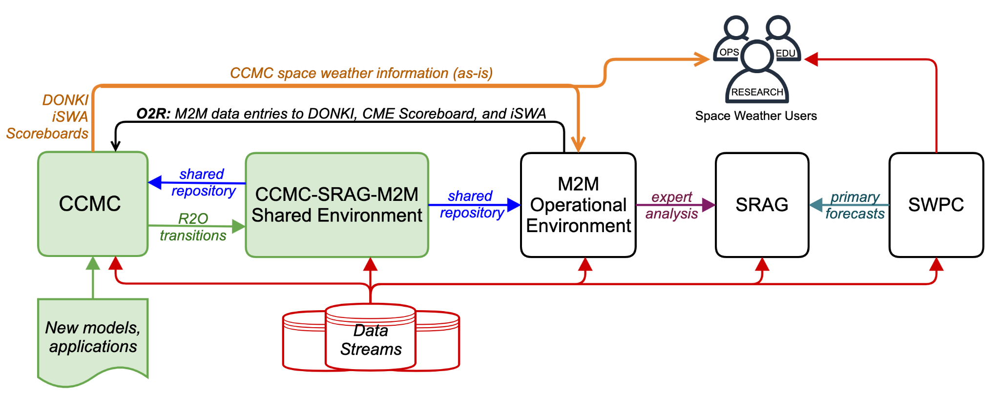 OPS
EDU
RESEARCH
Space Weather Users
CCMC space weather information (as-is)
DONKI
iSWA
Scoreboards
O2R: M2M data entries to DONKI, CME Scoreboard, and iSWA
CCMC
shared
repository
R2O
transitions
CCMC-SRAG-M2M
Shared Environment
shared
repository
M2M
Operational
Environment
expert
analysis
SRAG
primary
forecasts
SWPC
New models,
applications
Data
Streams